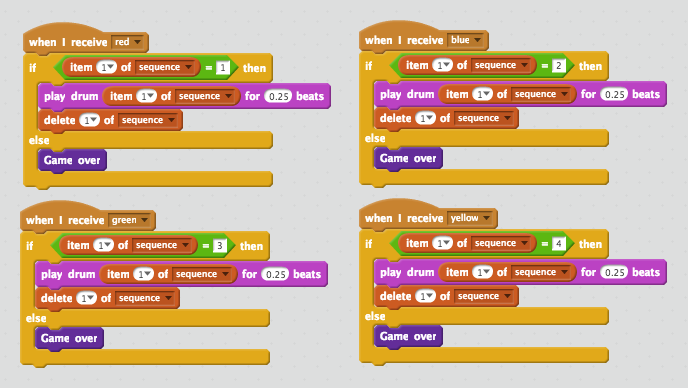 when I receive red
if item 1 of sequence = 1 then
play drum item 1 of sequence for 0.25 beats
delete 1 of sequence
else
Game over
when I receive blue
if item 1 of sequence = 2 then
play drum item 1 of sequence for 0.25 beats
delete 1 of sequence
else
Game over
when I receive green
if item 1 of sequence = 3 then
play drum item 1 of sequence for 0.25 beats
delete 1 of sequence
else
Game over
when I receive yellow
if item 1 of sequence = 4 then
play drum item 1 of sequence for 0.25 beats
delete 1 of sequence
else
Game over